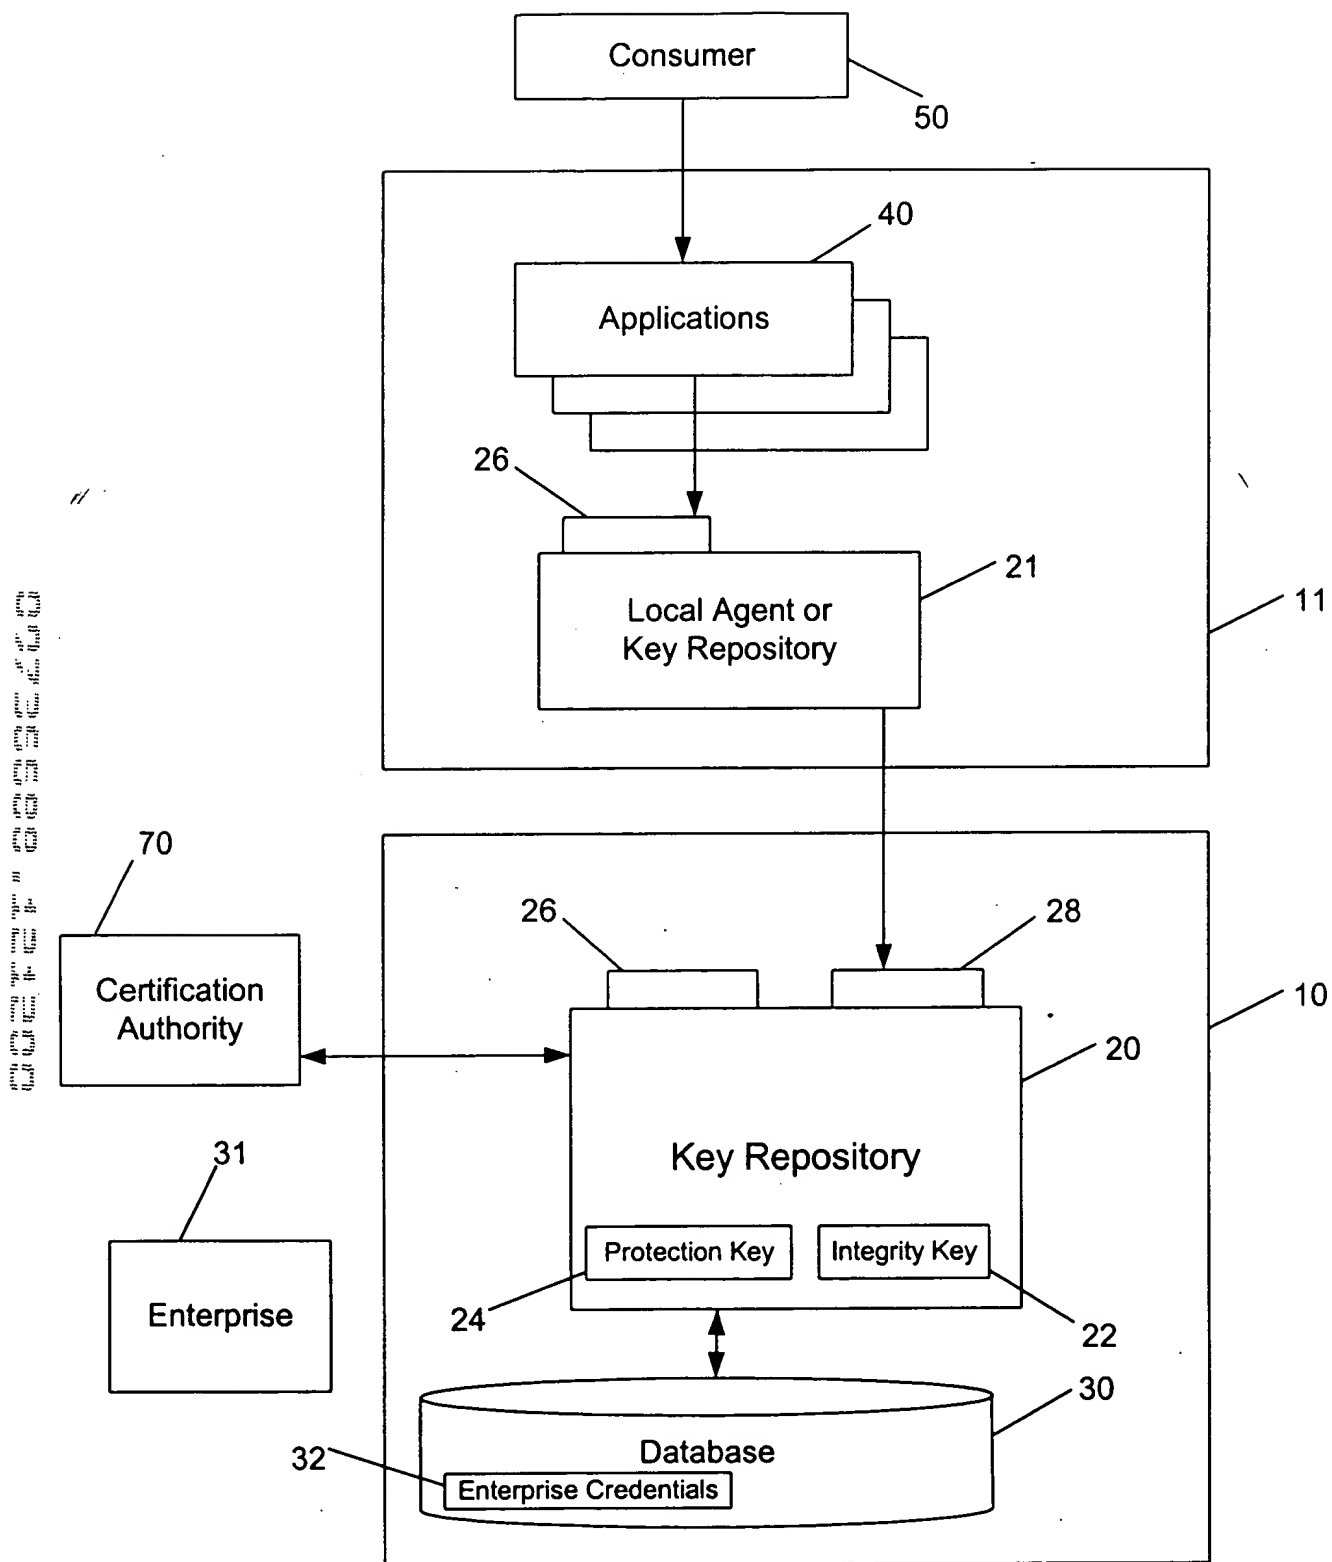 Consumer
50
40
Applications
26
21
Local Agent or
Key Repository
11
70
26
28
Certification
Authority
10
20
Key Repository
31
Protection Key
Integrity Key
Enterprise
24
22
30
Database
32
Enterprise Credentials